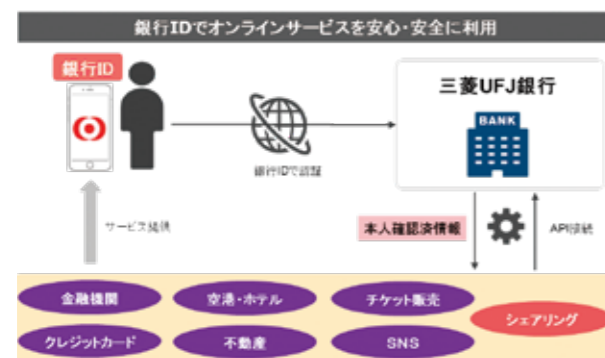 銀行IDでオンラインサービスを安心・安全に利用
銀行ID
三菱UFJ銀行
BANK
銀行IDで認証
サービス提供
本人確認済情報
API接続
金融機関
空港・ホテル
チケット販売
シェアリング
クレジットカード
不動産
SNS